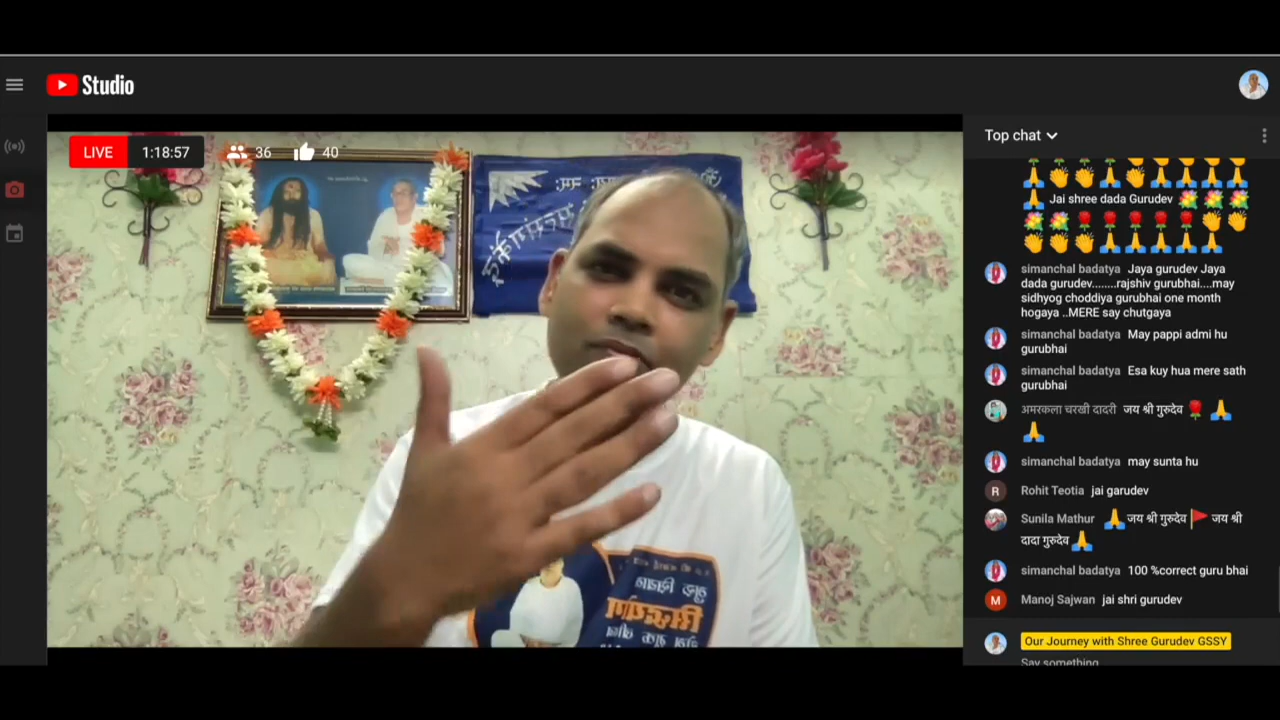 Studio
LIVE 1:18:57 36 40
Top chat
Jai shree dada Gurudev
simanchal badatya Jaya gurudev Jaya
dada gurudev........rajshiv gurubhai....may
sidhyog choddiya gurubhai one month
hogaya ..MERE say chutgaya
simanchal badatya May pappi admi hu
gurubhai
simanchal badatya Esa kuy hua mere sath
gurubhai
अमरकला चरखी दादरी जय श्री गुरुदेव 🌹 🙏
🙏
simanchal badatya may sunta hu
R Rohit Teotia jai garudev
Sunila Mathur 🙏जय श्री गुरुदेव 🚩 जय श्री
दादा गुरुदेव 🙏
simanchal badatya 100 %correct guru bhai
M Manoj Sajwan jai shri gurudev
Our Journey with Shree Gurudev GSSY
Say something